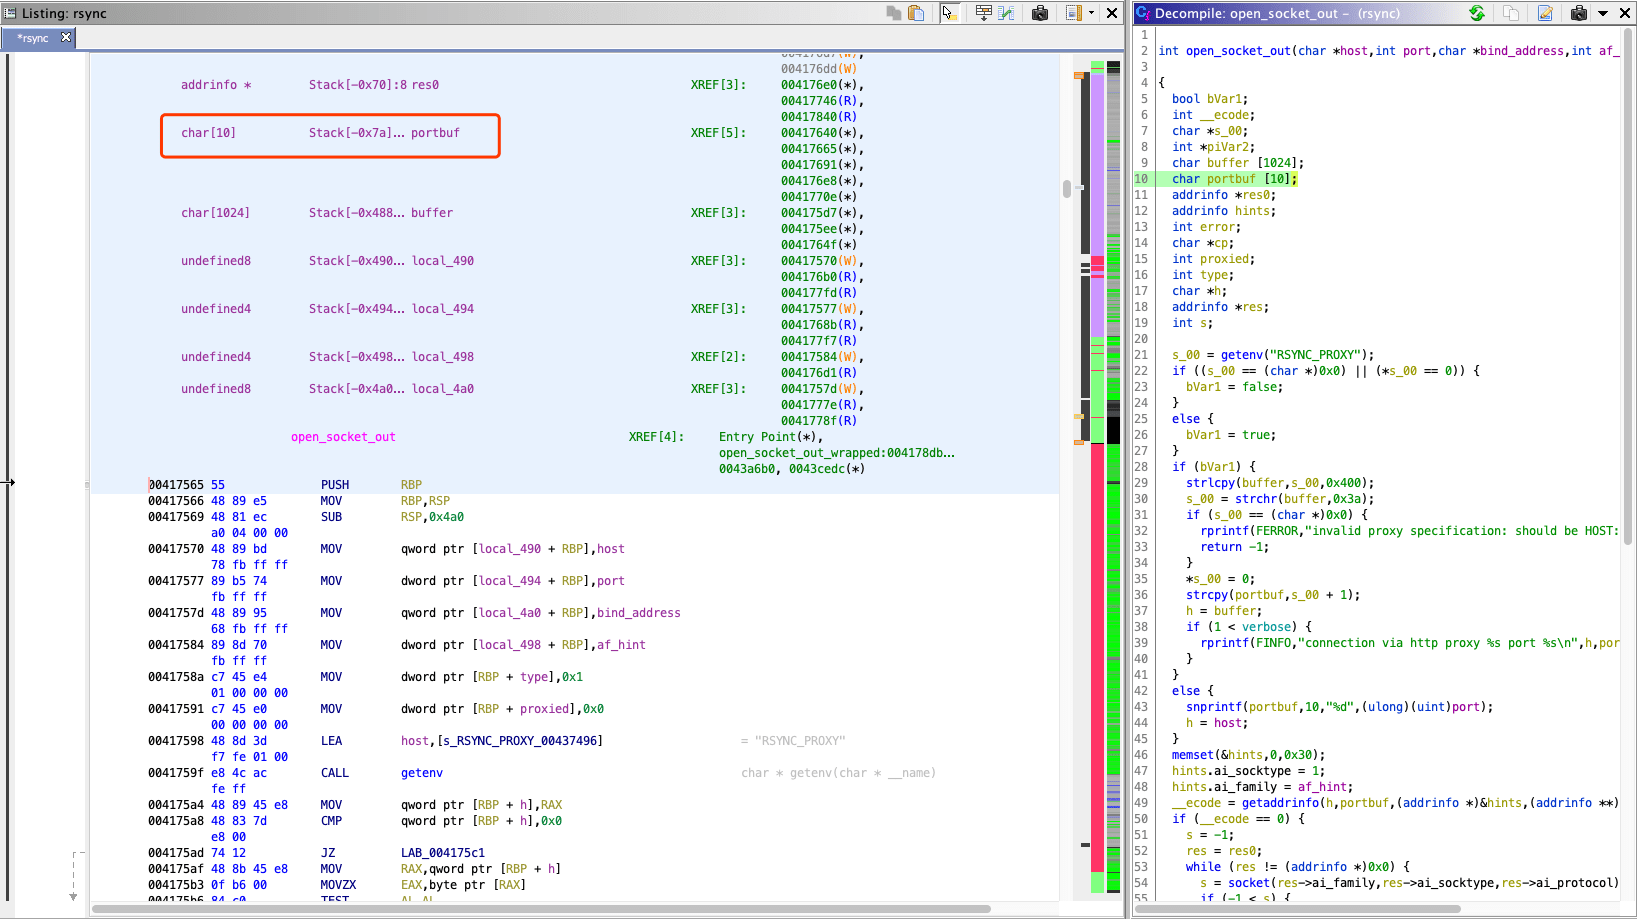 Listing: rsync
*rsync
004176dd(W)
addrinfo * Stack[-0x70]:8 res0 XREF[3]: 004176e0(*),
00417746(R)
00417840(R)
char[10] Stack[-0x7a]... portbuf XREF[5]: 00417640(*),
00417665(*),
00417691(*),
004176e8(*),
0041770e(*)
char[1024] Stack[-0x488... buffer XREF[3]: 004175d7(*),
004175ee(*),
0041764f(*)
undefined8 Stack[-0x490... local_490 XREF[3]: 00417570(W),
004176b0(R),
004177fd(R)
undefined4 Stack[-0x494... local_494 XREF[3]: 00417577(W),
0041768b(R),
004177f7(R)
undefined4 Stack[-0x498... local_498 XREF[2]: 00417584(W),
004176d1(R)
undefined8 Stack[-0x4a0... local_4a0 XREF[3]: 0041757d(W),
0041777e(R),
0041778f(R)
open_socket_out XREF[4]: Entry Point(*),
open_socket_out_wrapped:004178db...
0043a6b0, 0043cedc(*)
00417565 55 PUSH RBP
00417566 48 89 e5 MOV RBP,RSP
00417569 48 81 ec SUB RSP,0x4a0
a0 04 00 00
00417570 48 89 bd MOV qword ptr [local_490 + RBP],host
78 fb ff ff
00417577 89 b5 74 MOV dword ptr [local_494 + RBP],port
fb ff ff
0041757d 48 89 95 MOV qword ptr [local_4a0 + RBP],bind_address
68 fb ff ff
00417584 89 8d 70 MOV dword ptr [local_498 + RBP],af_hint
fb ff ff
0041758a c7 45 e4 MOV dword ptr [RBP + type],0x1
01 00 00 00
00417591 c7 45 e0 MOV dword ptr [RBP + proxied],0x0
00 00 00 00
00417598 48 8d 3d LEA host,[s_RSYNC_PROXY_00437496] = "RSYNC_PROXY"
f7 fe 01 00
0041759f e8 4c ac CALL getenv char * getenv(char * __name)
fe ff
004175a4 48 89 45 e8 MOV qword ptr [RBP + h],RAX
004175a8 48 83 7d CMP qword ptr [RBP + h],0x0
e8 00
004175ad 74 12 JZ LAB_004175c1
004175af 48 8b 45 e8 MOV RAX,qword ptr [RBP + h]
004175b3 0f b6 00 MOVZX EAX,byte ptr [RAX]
004175b6 84 c0 TEST AL,AL
Decompile: open_socket_out – (rsync)
1
2 int open_socket_out(char *host,int port,char *bind_address,int af_
3
4 {
5 bool bVar1;
6 int __ecode;
7 char *s_00;
8 int *piVar2;
9 char buffer [1024];
10 char portbuf [10];
11 addrinfo *res0;
12 addrinfo hints;
13 int error;
14 char *cp;
15 int proxied;
16 int type;
17 char *h;
18 addrinfo *res;
19 int s;
20
21 s_00 = getenv("RSYNC_PROXY");
22 if ((s_00 == (char *)0x0) || (*s_00 == 0)) {
23 bVar1 = false;
24 }
25 else {
26 bVar1 = true;
27 }
28 if (bVar1) {
29 strlcpy(buffer,s_00,0x400);
30 s_00 = strchr(buffer,0x3a);
31 if (s_00 == (char *)0x0) {
32 rprintf(FERROR,"invalid proxy specification: should be HOST:
33 return -1;
34 }
35 *s_00 = 0;
36 strcpy(portbuf,s_00 + 1);
37 h = buffer;
38 if (1 < verbose) {
39 rprintf(FINFO,"connection via http proxy %s port %s\n",h,por
40 }
41 }
42 else {
43 snprintf(portbuf,10,"%d",(ulong)(uint)port);
44 h = host;
45 }
46 memset(&hints,0,0x30);
47 hints.ai_socktype = 1;
48 hints.ai_family = af_hint;
49 __ecode = getaddrinfo(h,portbuf,(addrinfo *)&hints,(addrinfo **)
50 if (__ecode == 0) {
51 s = -1;
52 res = res0;
53 while (res != (addrinfo *)0x0) {
54 s = socket(res->ai_family,res->ai_socktype,res->ai_protocol)
55 if (-1 < s) {